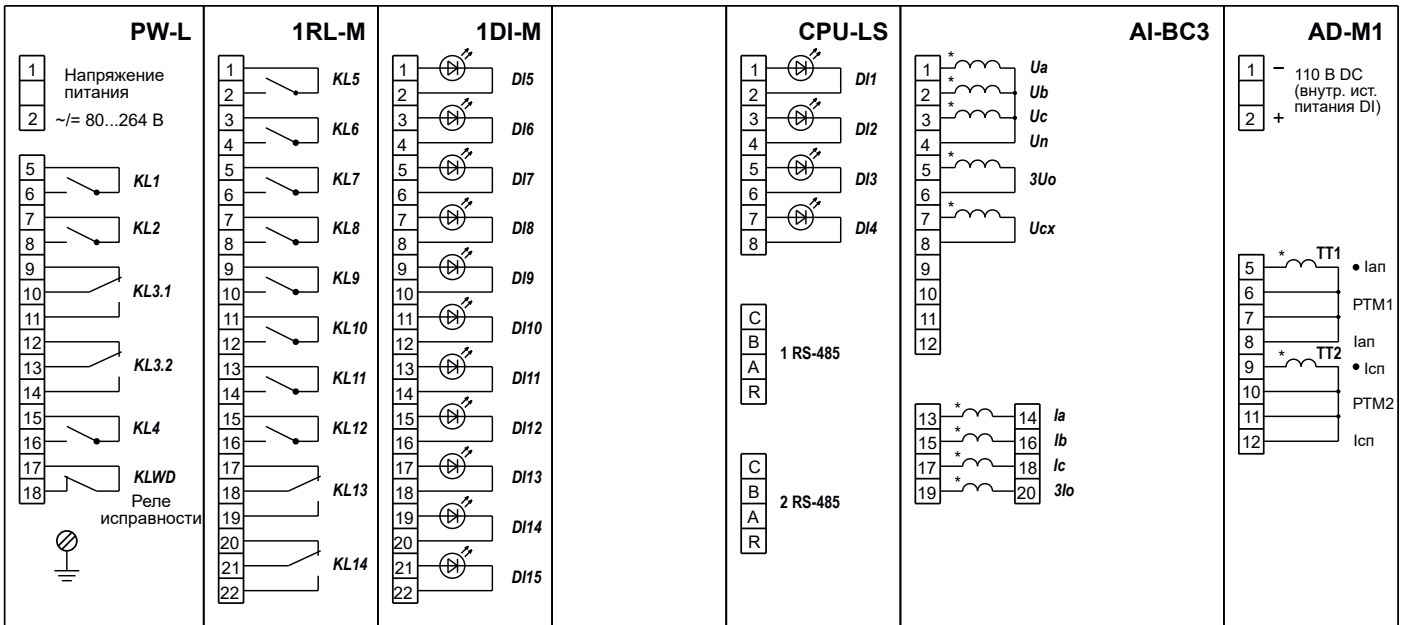 PW-L
1
Напряжение
питания
2
~/= 80...264 В
5
6
KL1
7
8
KL2
9
10
11
KL3.1
12
13
14
KL3.2
15
16
KL4
17
18
KLWD
Реле
исправности
1RL-M
1
2
KL5
3
4
KL6
5
6
KL7
7
8
KL8
9
10
KL9
11
12
KL10
13
14
KL11
15
16
KL12
17
18
19
KL13
20
21
22
KL14
1DI-M
1
2
DI5
3
4
DI6
5
6
DI7
7
8
DI8
9
10
DI9
11
12
DI10
13
14
DI11
15
16
DI12
17
18
DI13
19
20
DI14
21
22
DI15
CPU-LS
1
2
DI1
3
4
DI2
5
6
DI3
7
8
DI4
C
B
A
R
1 RS-485
C
B
A
R
2 RS-485
AI-BC3
1 * Ua
2 * Ub
3 * Uc
4 Un
5 *
6
3Uo
7 *
8
Uсх
9
10
11
12
13 * 14 Ia
15 * 16 Ib
17 * 18 Ic
19 * 20 3Io
AD-M1
1 − 110 В DC
(внутр. ист.
питания DI)
2 +
5 * TT1 • Iап
6
PTM1
7
8 Iап
9 * TT2 • Iсп
10
PTM2
11
12 Iсп